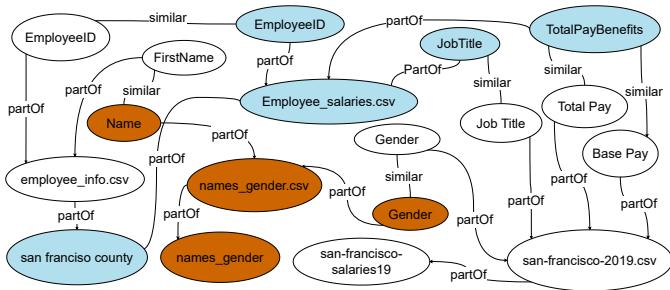 similar
EmployeeID
EmployeeID
partOf
TotalPayBenefits
JobTitle
FirstName
partOf
PartOf
similar
similar
similar
partOf
partOf
similar
Employee_salaries.csv
Total Pay
Name
partOf
Job Title
partOf
Gender
Base Pay
partOf
similar
employee_info.csv
names_gender.csv
partOf
partOf
partOf
partOf
Gender
partOf
partOf
partOf
san franciso county
names_gender
san-francisco-
salaries19
san-francisco-2019.csv
partOf